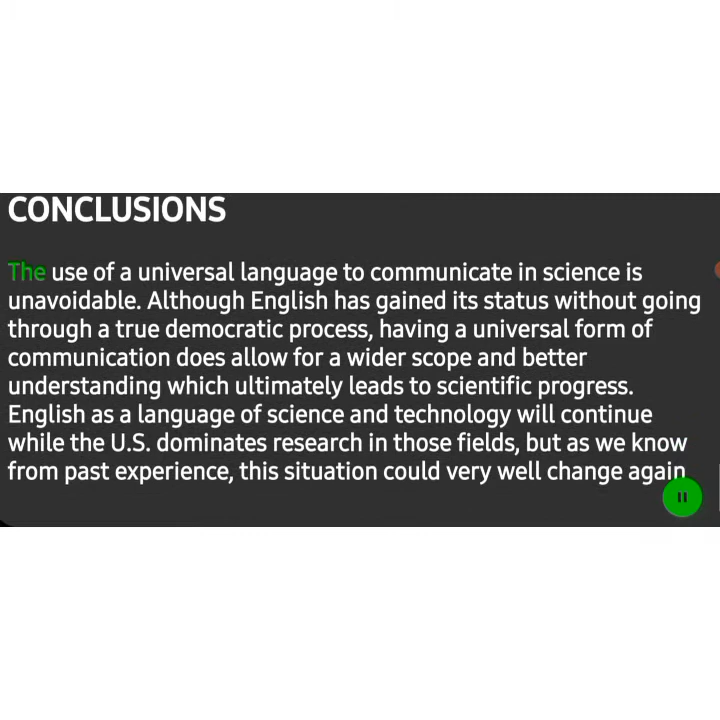 CONCLUSIONS
The use of a universal language to communicate in science is
unavoidable. Although English has gained its status without going
through a true democratic process, having a universal form of
communication does allow for a wider scope and better
understanding which ultimately leads to scientific progress.
English as a language of science and technology will continue
while the U.S. dominates research in those fields, but as we know
from past experience, this situation could very well change again